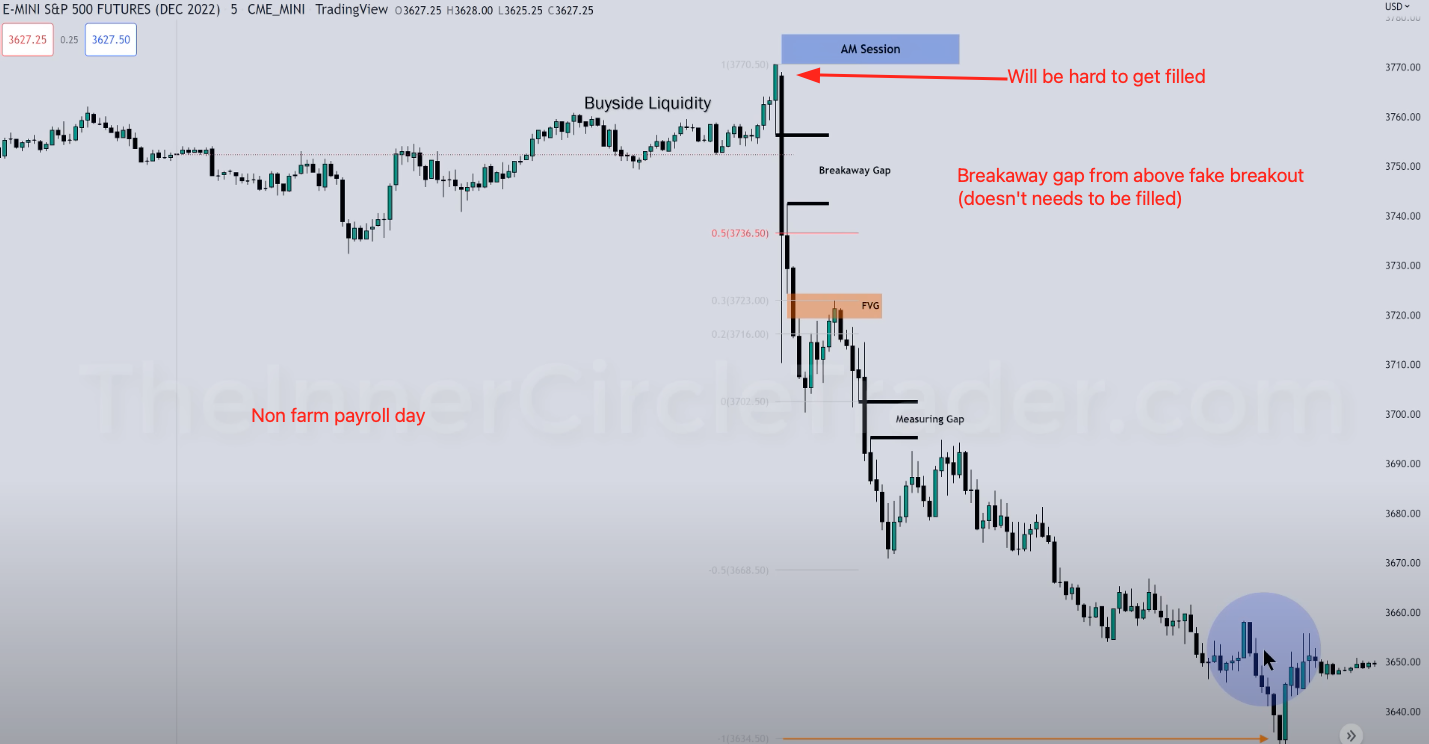 E-MINI S&P 500 FUTURES (DEC 2022) 5 CME_MINI TradingView O3627.25 H3628.00 L3625.25 C3627.25
USD
3780.00
3627.25 0.25 3627.50
AM Session
1(3770.50)
3770.00
Will be hard to get filled
Buyside Liquidity
3760.00
Breakaway Gap
3750.00
Breakaway gap from above fake breakout
(doesn't needs to be filled)
3740.00
0.5(3736.50)
3730.00
0.3(3723.00)
FVG
3720.00
0.2(3716.00)
3710.00
TheInnerCircleTrader.com
0(3702.50)
3700.00
Non farm payroll day
Measuring Gap
3690.00
3680.00
3670.00
-0.5(3668.50)
3660.00
3650.00
3640.00
-1(3634.50)